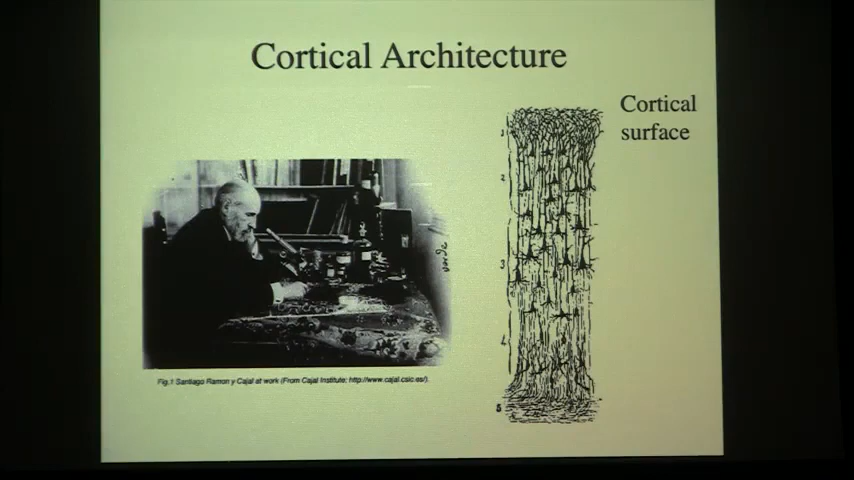 Cortical Architecture
Cortical
surface
1
2
3
4
5
Fig.1 Santiago Ramon y Cajal at work (From Cajal Institute; http://www.cajal.csic.es/).